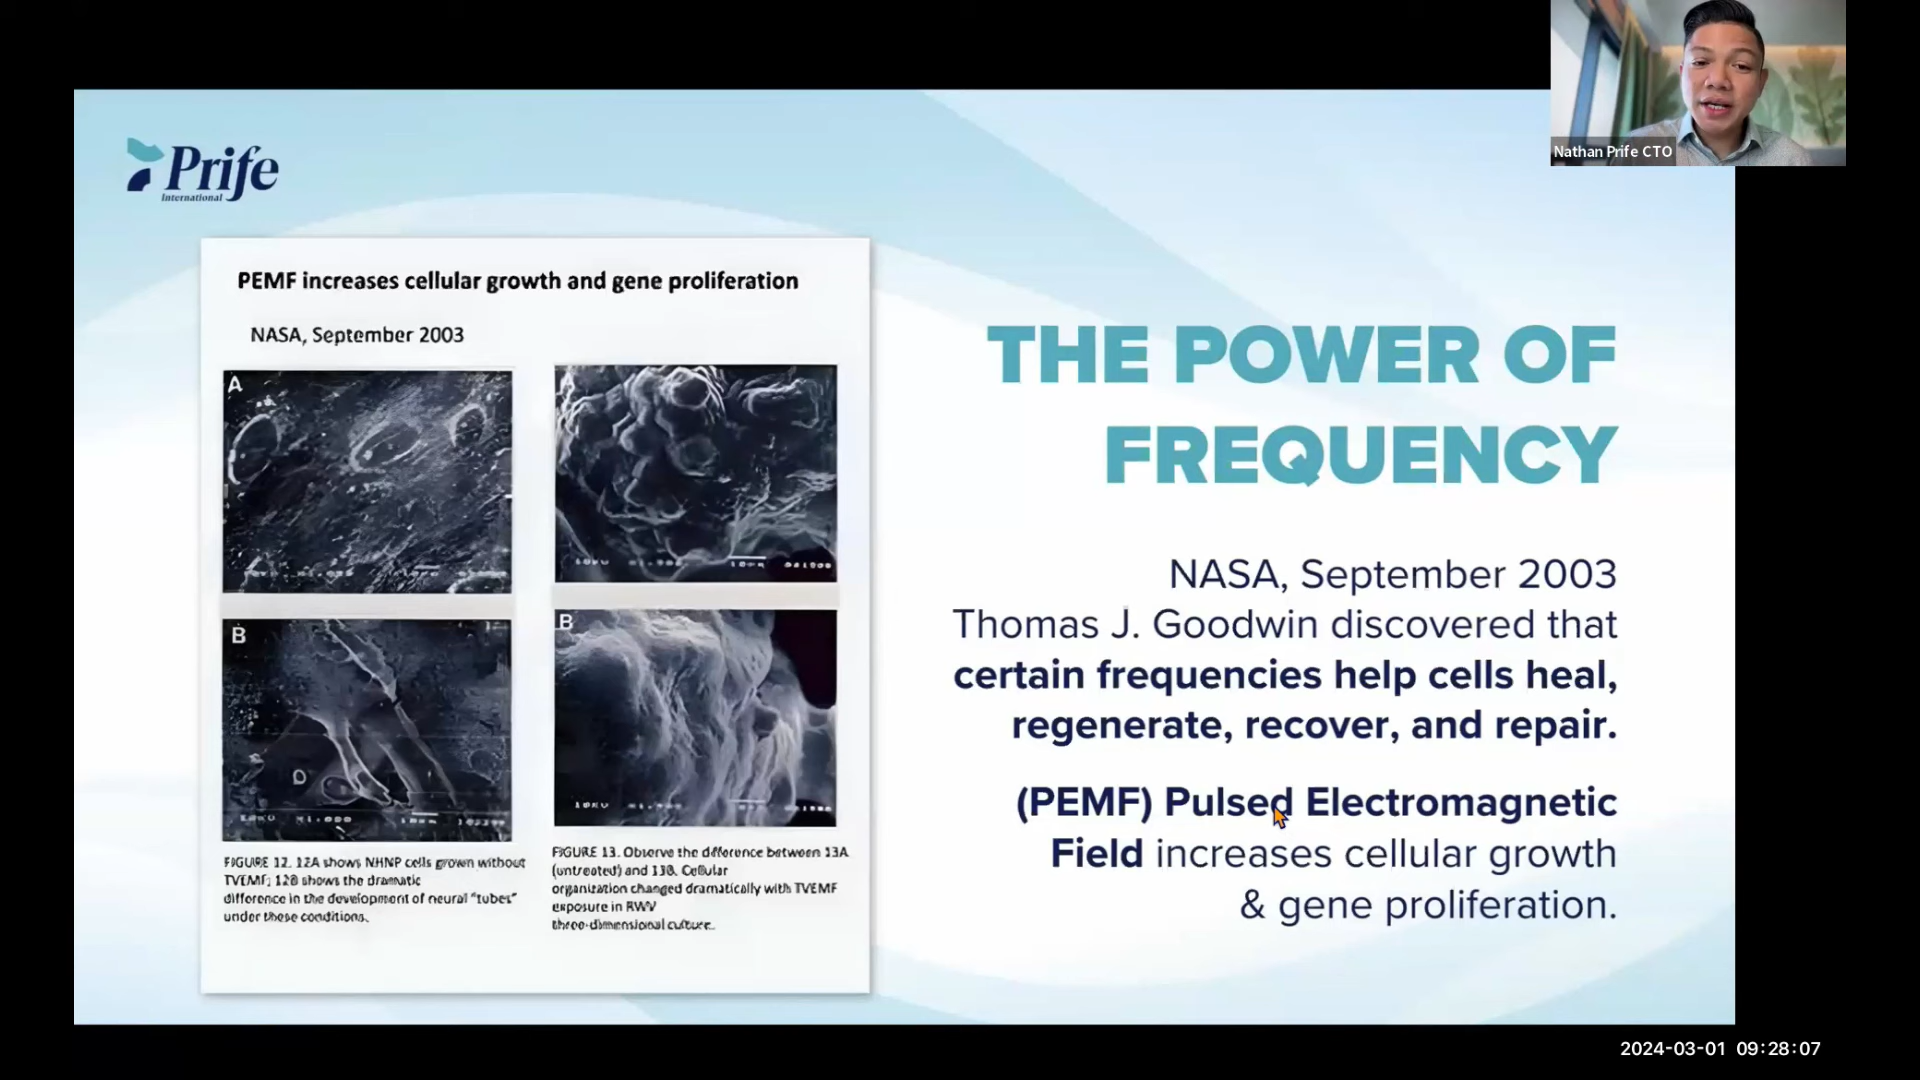 Nathan Prife CTO
Prife
International
PEMF increases cellular growth and gene proliferation
NASA, September 2003
A
A
B
B
D
FIGURE 12. 12A shows NHNP cells grown without
TVEMF; 12B shows the dramatic
difference in the development of neural "tubes"
under these conditions.
FIGURE 13. Observe the difference between 13A
(untreated) and 13B. Cellular
organization changed dramatically with TVEMF
exposure in RWV
three-dimensional culture.
THE POWER OF
FREQUENCY
NASA, September 2003
Thomas J. Goodwin discovered that
certain frequencies help cells heal,
regenerate, recover, and repair.
(PEMF) Pulsed Electromagnetic
Field increases cellular growth
& gene proliferation.
2024-03-01 09:28:07